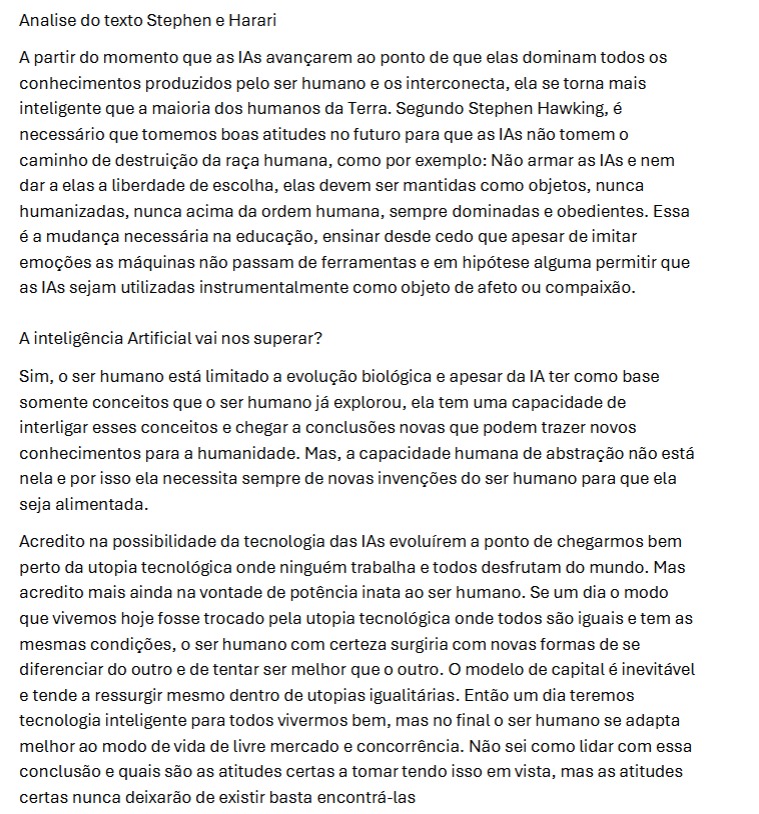 Analise do texto Stephen e Harari
A partir do momento que as IAs avançarem ao ponto de que elas dominam todos os
conhecimentos produzidos pelo ser humano e os interconecta, ela se torna mais
inteligente que a maioria dos humanos da Terra. Segundo Stephen Hawking, é
necessário que tomemos boas atitudes no futuro para que as IAs não tomem o
caminho de destruição da raça humana, como por exemplo: Não armar as IAs e nem
dar a elas a liberdade de escolha, elas devem ser mantidas como objetos, nunca
humanizadas, nunca acima da ordem humana, sempre dominadas e obedientes. Essa
é a mudança necessária na educação, ensinar desde cedo que apesar de imitar
emoções as máquinas não passam de ferramentas e em hipótese alguma permitir que
as IAs sejam utilizadas instrumentalmente como objeto de afeto ou compaixão.
A inteligência Artificial vai nos superar?
Sim, o ser humano está limitado a evolução biológica e apesar da IA ter como base
somente conceitos que o ser humano já explorou, ela tem uma capacidade de
interligar esses conceitos e chegar a conclusões novas que podem trazer novos
conhecimentos para a humanidade. Mas, a capacidade humana de abstração não está
nela e por isso ela necessita sempre de novas invenções do ser humano para que ela
seja alimentada.
Acredito na possibilidade da tecnologia das IAs evoluírem a ponto de chegarmos bem
perto da utopia tecnológica onde ninguém trabalha e todos desfrutam do mundo. Mas
acredito mais ainda na vontade de potência inata ao ser humano. Se um dia o modo
que vivemos hoje fosse trocado pela utopia tecnológica onde todos são iguais e tem as
mesmas condições, o ser humano com certeza surgiria com novas formas de se
diferenciar do outro e de tentar ser melhor que o outro. O modelo de capital é inevitável
e tende a ressurgir mesmo dentro de utopias igualitárias. Então um dia teremos
tecnologia inteligente para todos vivermos bem, mas no final o ser humano se adapta
melhor ao modo de vida de livre mercado e concorrência. Não sei como lidar com essa
conclusão e quais são as atitudes certas a tomar tendo isso em vista, mas as atitudes
certas nunca deixarão de existir basta encontrá-las